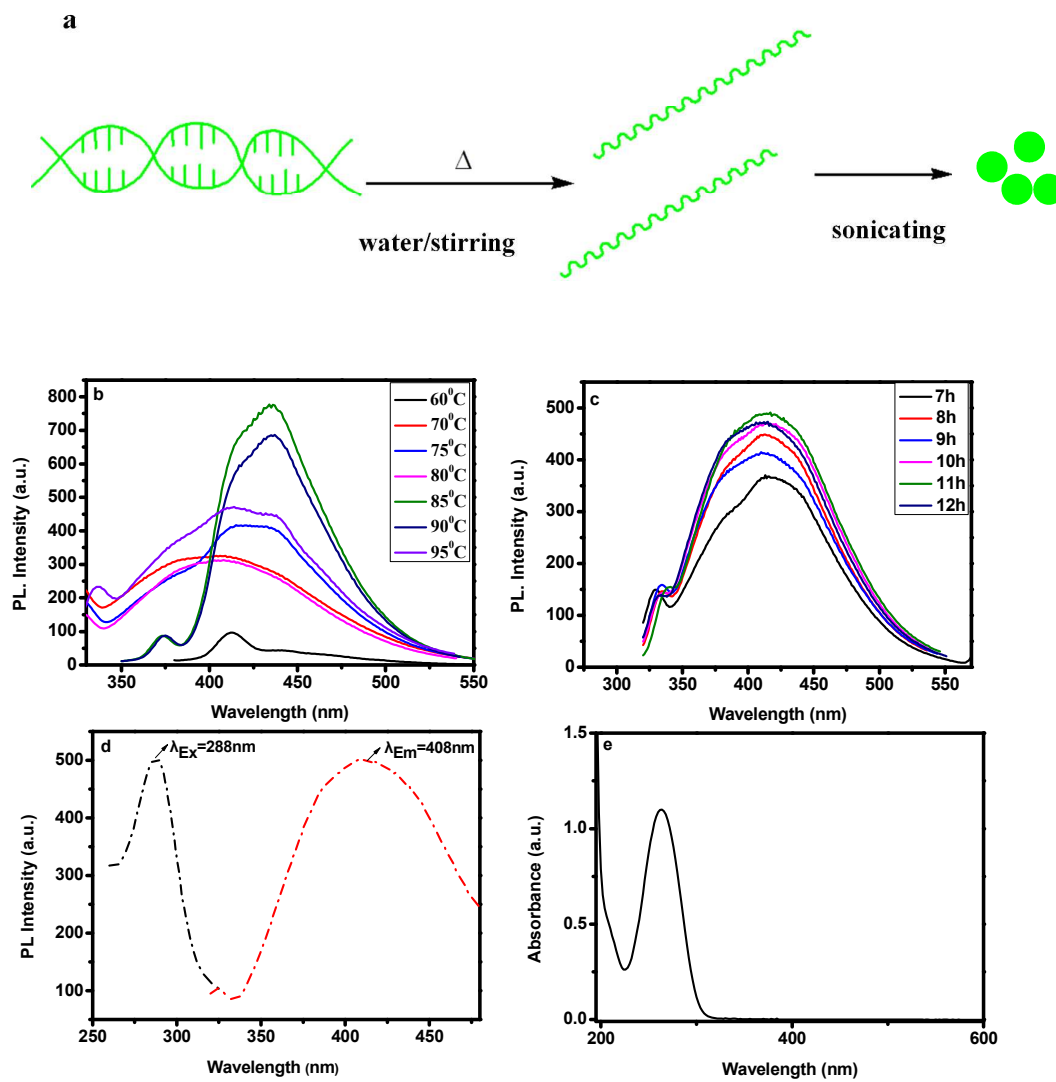 a
Δ
water/stirring
sonicating
b
800
700
600
500
400
300
200
100
0
350
400
450
500
550
PL. Intensity (a.u.)
Wavelength (nm)
60⁰C
70⁰C
75⁰C
80⁰C
85⁰C
90⁰C
95⁰C
c
500
400
300
200
100
0
300
350
400
450
500
550
PL. Intensity (a.u.)
Wavelength (nm)
7h
8h
9h
10h
11h
12h
d
λEx=288nm
λEm=408nm
500
400
300
200
100
250
300
350
400
450
PL Intensity (a.u.)
Wavelength (nm)
e
1.5
1.0
0.5
0.0
200
400
600
Absorbance (a.u.)
Wavelength (nm)